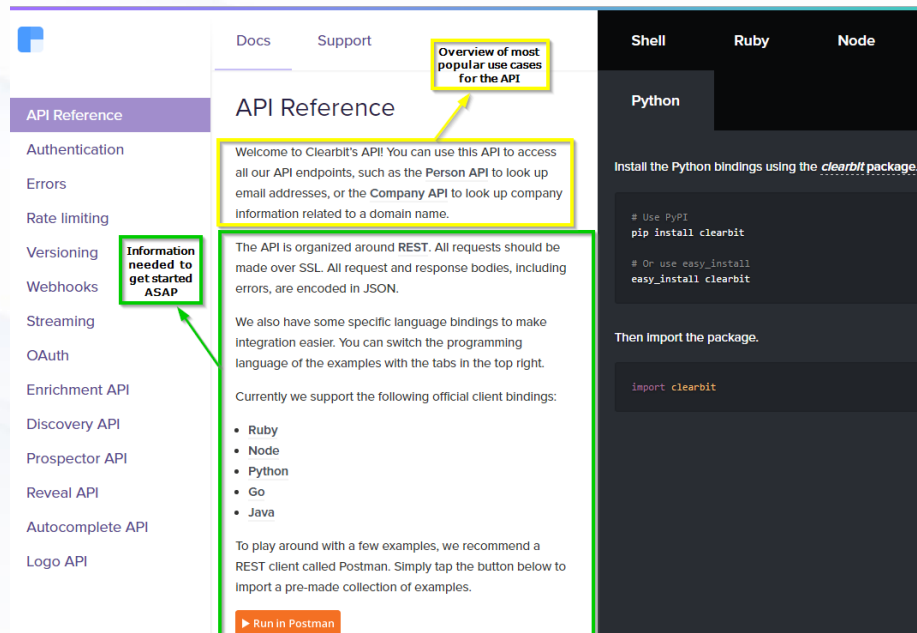 Docs
Support
Shell
Ruby
Node
Python
Overview of most
popular use cases
for the API
API Reference
Authentication
Errors
Rate limiting
Versioning
Webhooks
Streaming
OAuth
Enrichment API
Discovery API
Prospector API
Reveal API
Autocomplete API
Logo API
Information
needed to
get started
ASAP
API Reference
Welcome to Clearbit's API! You can use this API to access
all our API endpoints, such as the Person API to look up
email addresses, or the Company API to look up company
information related to a domain name.
The API is organized around REST. All requests should be
made over SSL. All request and response bodies, including
errors, are encoded in JSON.
We also have some specific language bindings to make
integration easier. You can switch the programming
language of the examples with the tabs in the top right.
Currently we support the following official client bindings:
• Ruby
• Node
• Python
• Go
• Java
To play around with a few examples, we recommend a
REST client called Postman. Simply tap the button below to
import a pre-made collection of examples.
Run in Postman
Install the Python bindings using the clearbit package.
# Use PyPI
pip install clearbit
# Or use easy_install
easy_install clearbit
Then import the package.
import clearbit